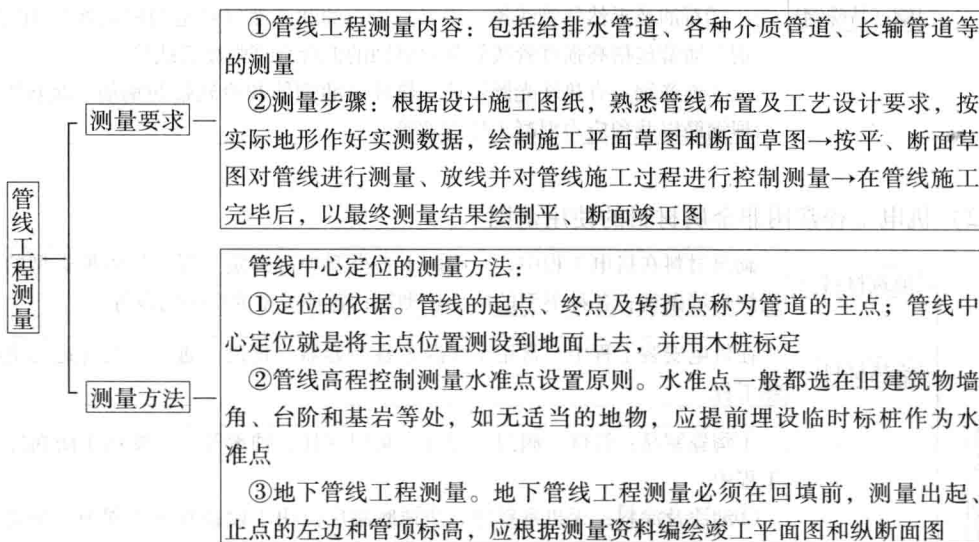 管线工程测量
测量要求
①管线工程测量内容：包括给排水管道、各种介质管道、长输管道等
的测量
②测量步骤：根据设计施工图纸，熟悉管线布置及工艺设计要求，按
实际地形作好实测数据，绘制施工平面草图和断面草图→按平、断面草
图对管线进行测量、放线并对管线施工过程进行控制测量→在管线施工
完毕后，以最终测量结果绘制平、断面竣工图
测量方法
管线中心定位的测量方法：
①定位的依据。管线的起点、终点及转折点称为管道的主点；管线中
心定位就是将主点位置测设到地面上去，并用木桩标定
②管线高程控制测量水准点设置原则。水准点一般都选在旧建筑物墙
角、台阶和基岩等处，如无适当的地物，应提前埋设临时标桩作为水
准点
③地下管线工程测量。地下管线工程测量必须在回填前，测量出起、
止点的左边和管顶标高，应根据测量资料编绘竣工平面图和纵断面图